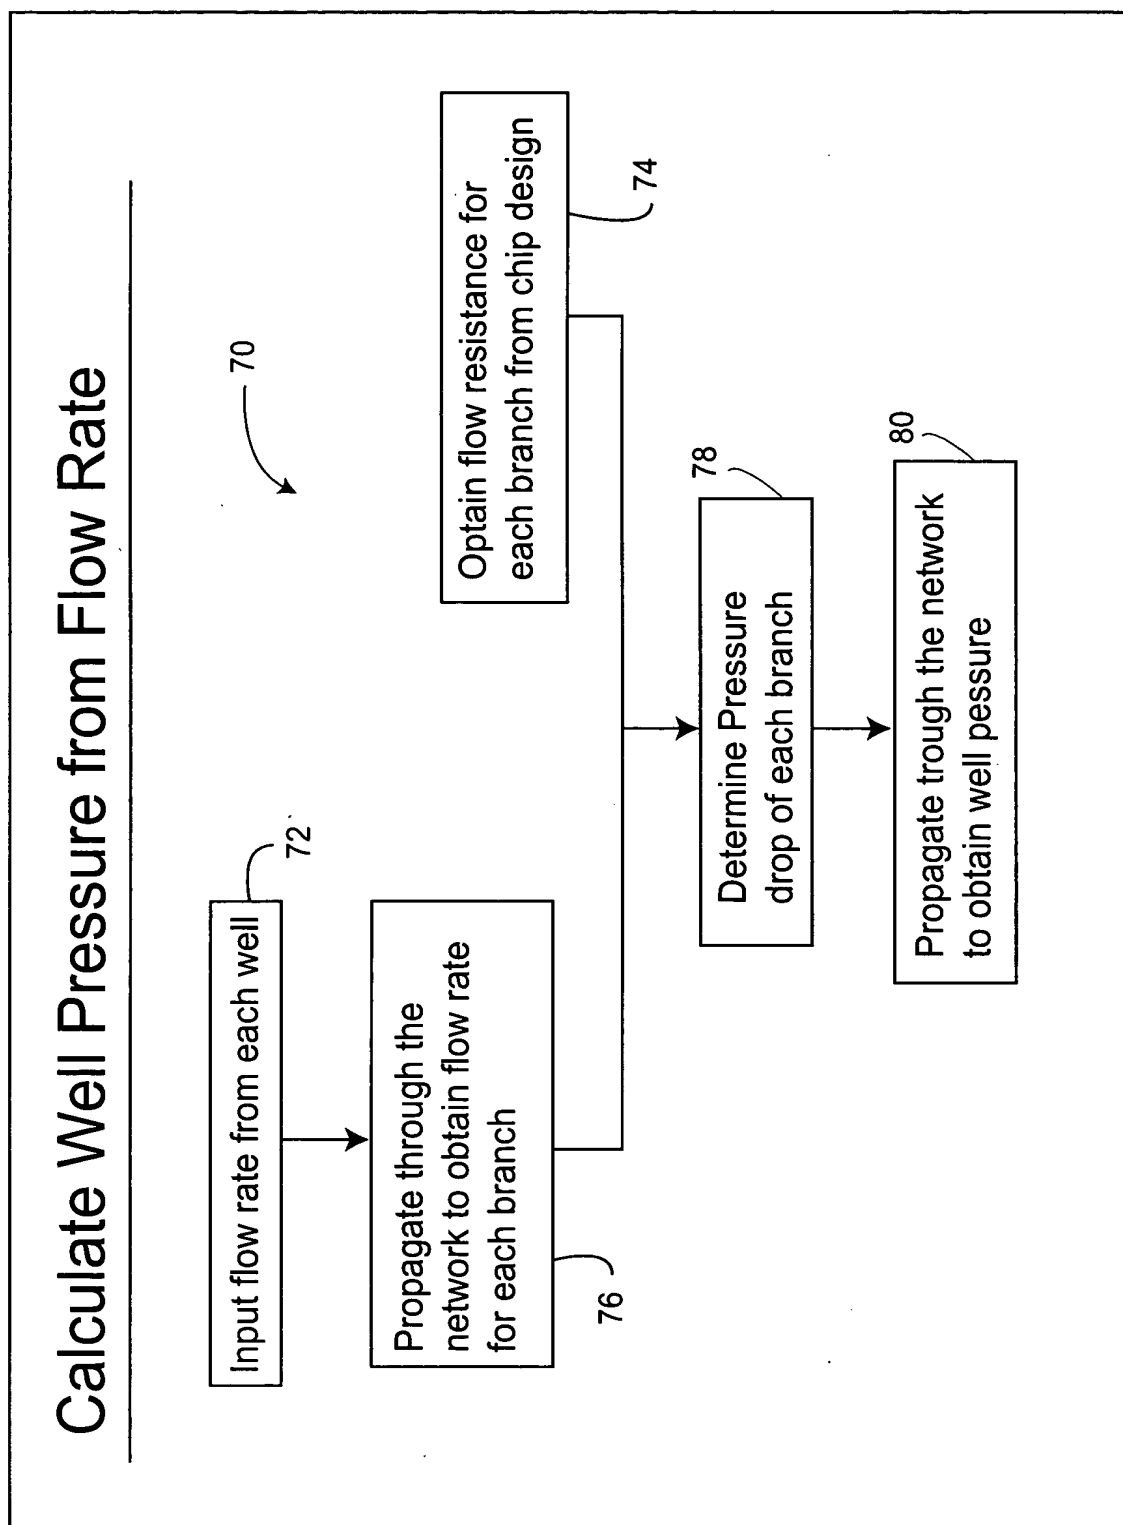 Calculate Well Pressure from Flow Rate
70
Input flow rate from each well
72
Propagate through the
network to obtain flow rate
for each branch
76
Optain flow resistance for
each branch from chip design
74
Determine Pressure
drop of each branch
78
Propagate trough the network
to obtain well pessure
80